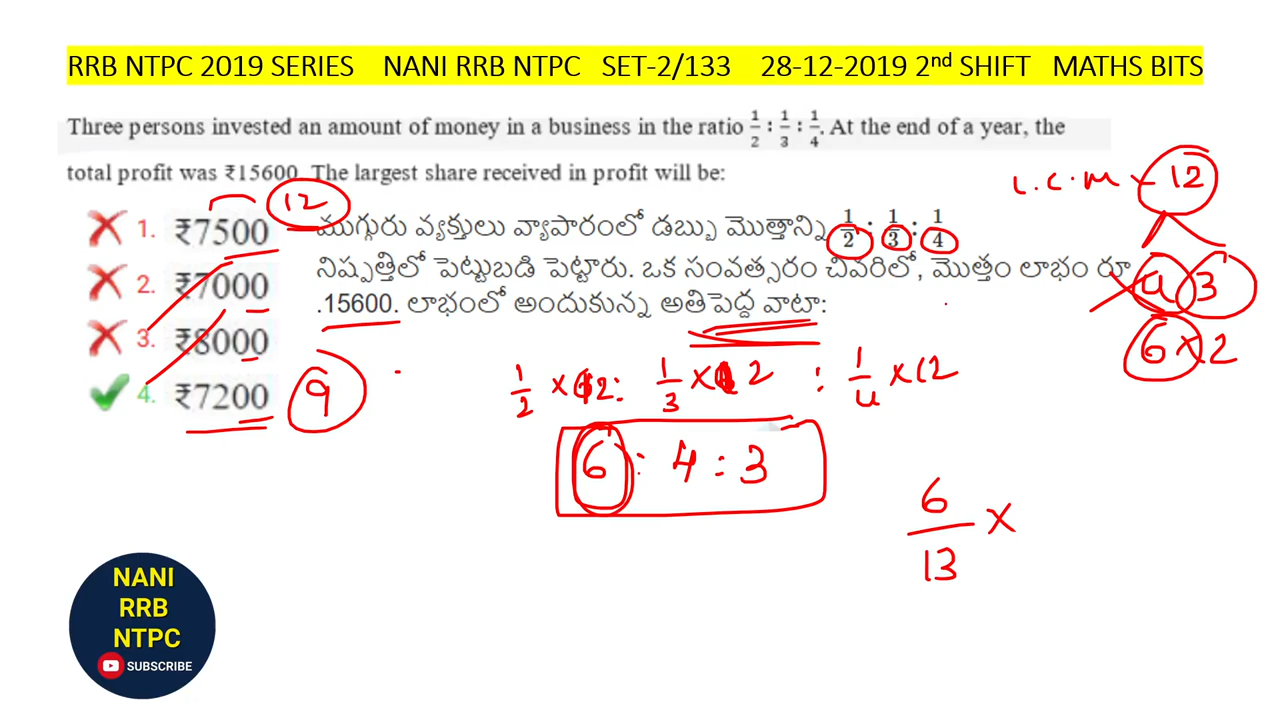 RRB NTPC 2019 SERIES NANI RRB NTPC SET-2/133 28-12-2019 2nd SHIFT MATHS BITS
Three persons invested an amount of money in a business in the ratio 1/2 : 1/3 : 1/4. At the end of a year, the
total profit was ₹15600. The largest share received in profit will be:
L.C.M - 12
1. ₹7500
12
ముగ్గురు వ్యక్తులు వ్యాపారంలో డబ్బు మొత్తాన్ని 1/2 : 1/3 : 1/4
2. ₹7000
నిష్పత్తిలో పెట్టుబడి పెట్టారు. ఒక సంవత్సరం చివరిలో, మొత్తం లాభం రూ
4 3
3. ₹8000
.15600. లాభంలో అందుకున్న అతిపెద్ద వాటా:
6 x 2
4. ₹7200
9
1/2 x 12 : 1/3 x 12 : 1/4 x 12
6 : 4 : 3
6/13 x
NANI
RRB
NTPC
SUBSCRIBE